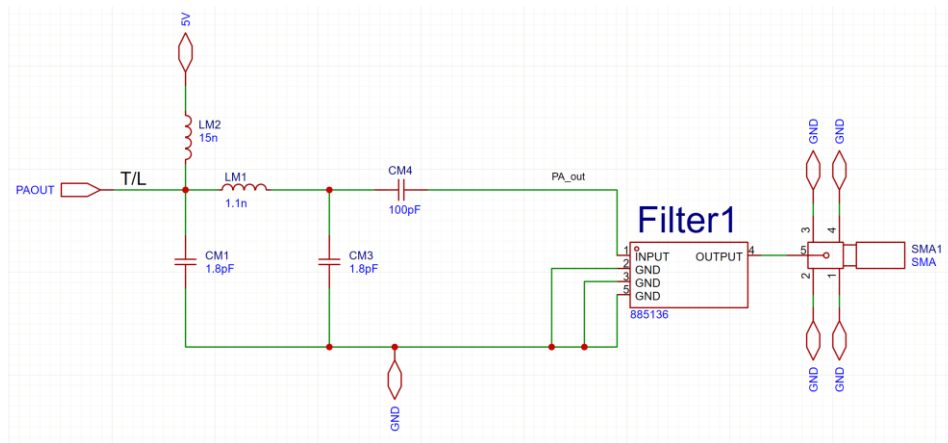 5V
LM2
15n
PAOUT
T/L
LM1
1.1n
CM4
100pF
PA_out
CM1
1.8pF
CM3
1.8pF
GND
Filter1
1
INPUT
2
GND
3
GND
5
GND
OUTPUT
4
885136
GND
GND
3
4
5
SMA1
SMA
2
1
GND
GND